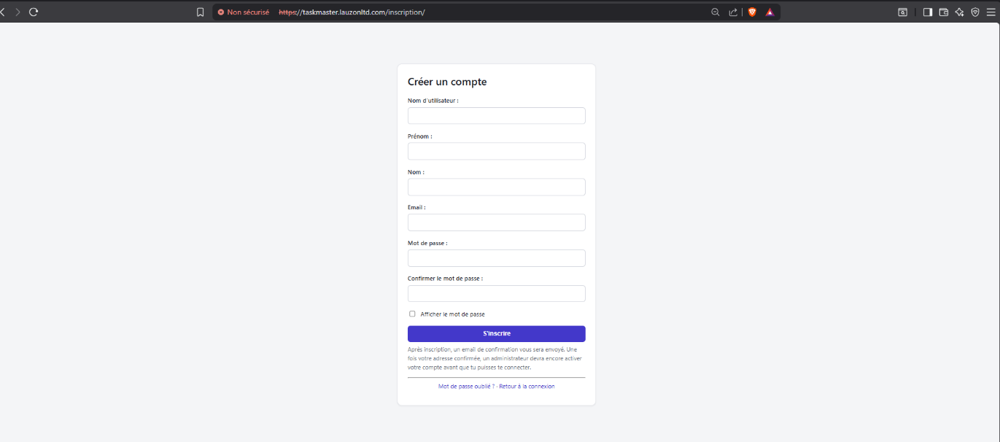 Non sécurisé https://taskmaster.lauzonltd.com/inscription/
Créer un compte
Nom d'utilisateur :
Prénom :
Nom :
Email :
Mot de passe :
Confirmer le mot de passe :
Afficher le mot de passe
S'inscrire
Après inscription, un email de confirmation vous sera envoyé. Une
fois votre adresse confirmée, un administrateur devra encore activer
votre compte avant que tu puisses te connecter.
Mot de passe oublié ? · Retour à la connexion